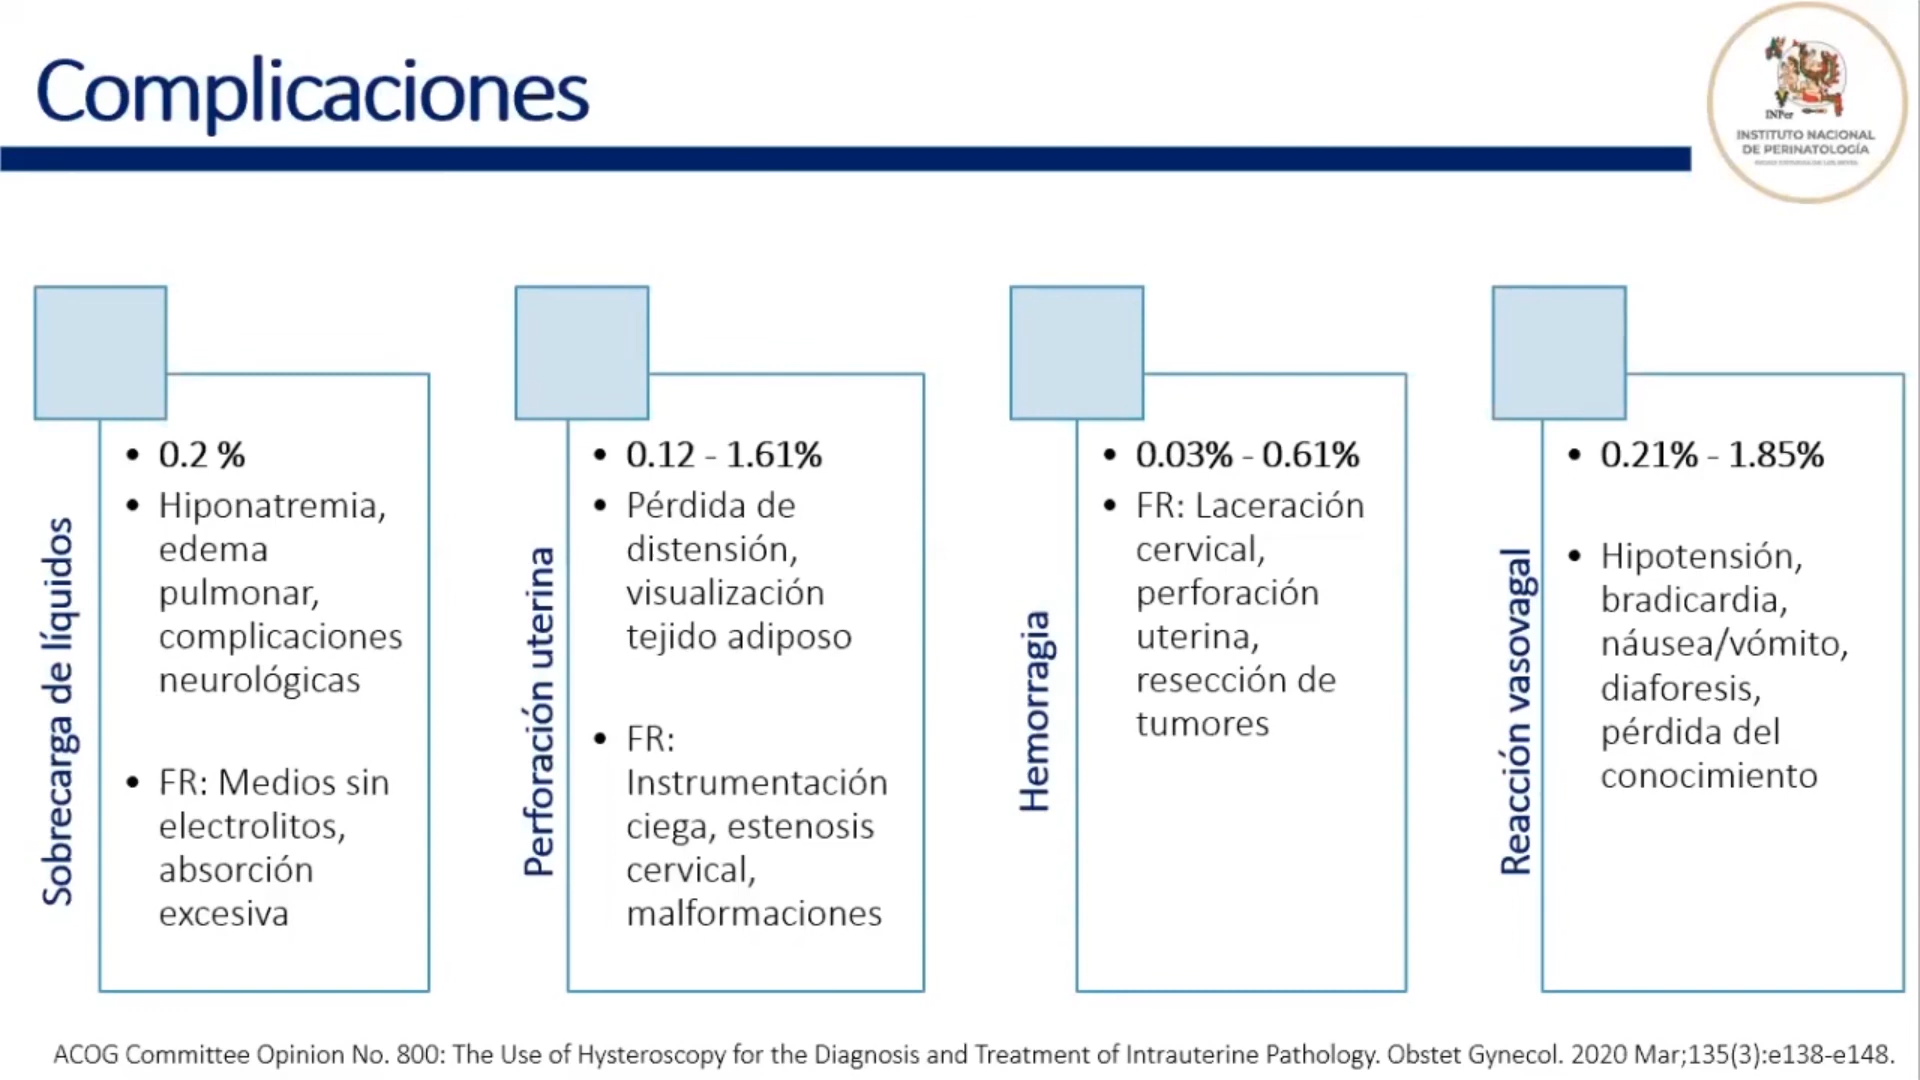 Complicaciones
INPer
INSTITUTO NACIONAL
DE PERINATOLOGÍA
Sobrecarga de líquidos
• 0.2 %
• Hiponatremia,
edema
pulmonar,
complicaciones
neurológicas
• FR: Medios sin
electrolitos,
absorción
excesiva
Perforación uterina
• 0.12 - 1.61%
• Pérdida de
distensión,
visualización
tejido adiposo
• FR:
Instrumentación
ciega, estenosis
cervical,
malformaciones
Hemorragia
• 0.03% - 0.61%
• FR: Laceración
cervical,
perforación
uterina,
resección de
tumores
Reacción vasovagal
• 0.21% - 1.85%
• Hipotensión,
bradicardia,
náusea/vómito,
diaforesis,
pérdida del
conocimiento
ACOG Committee Opinion No. 800: The Use of Hysteroscopy for the Diagnosis and Treatment of Intrauterine Pathology. Obstet Gynecol. 2020 Mar;135(3):e138-e148.